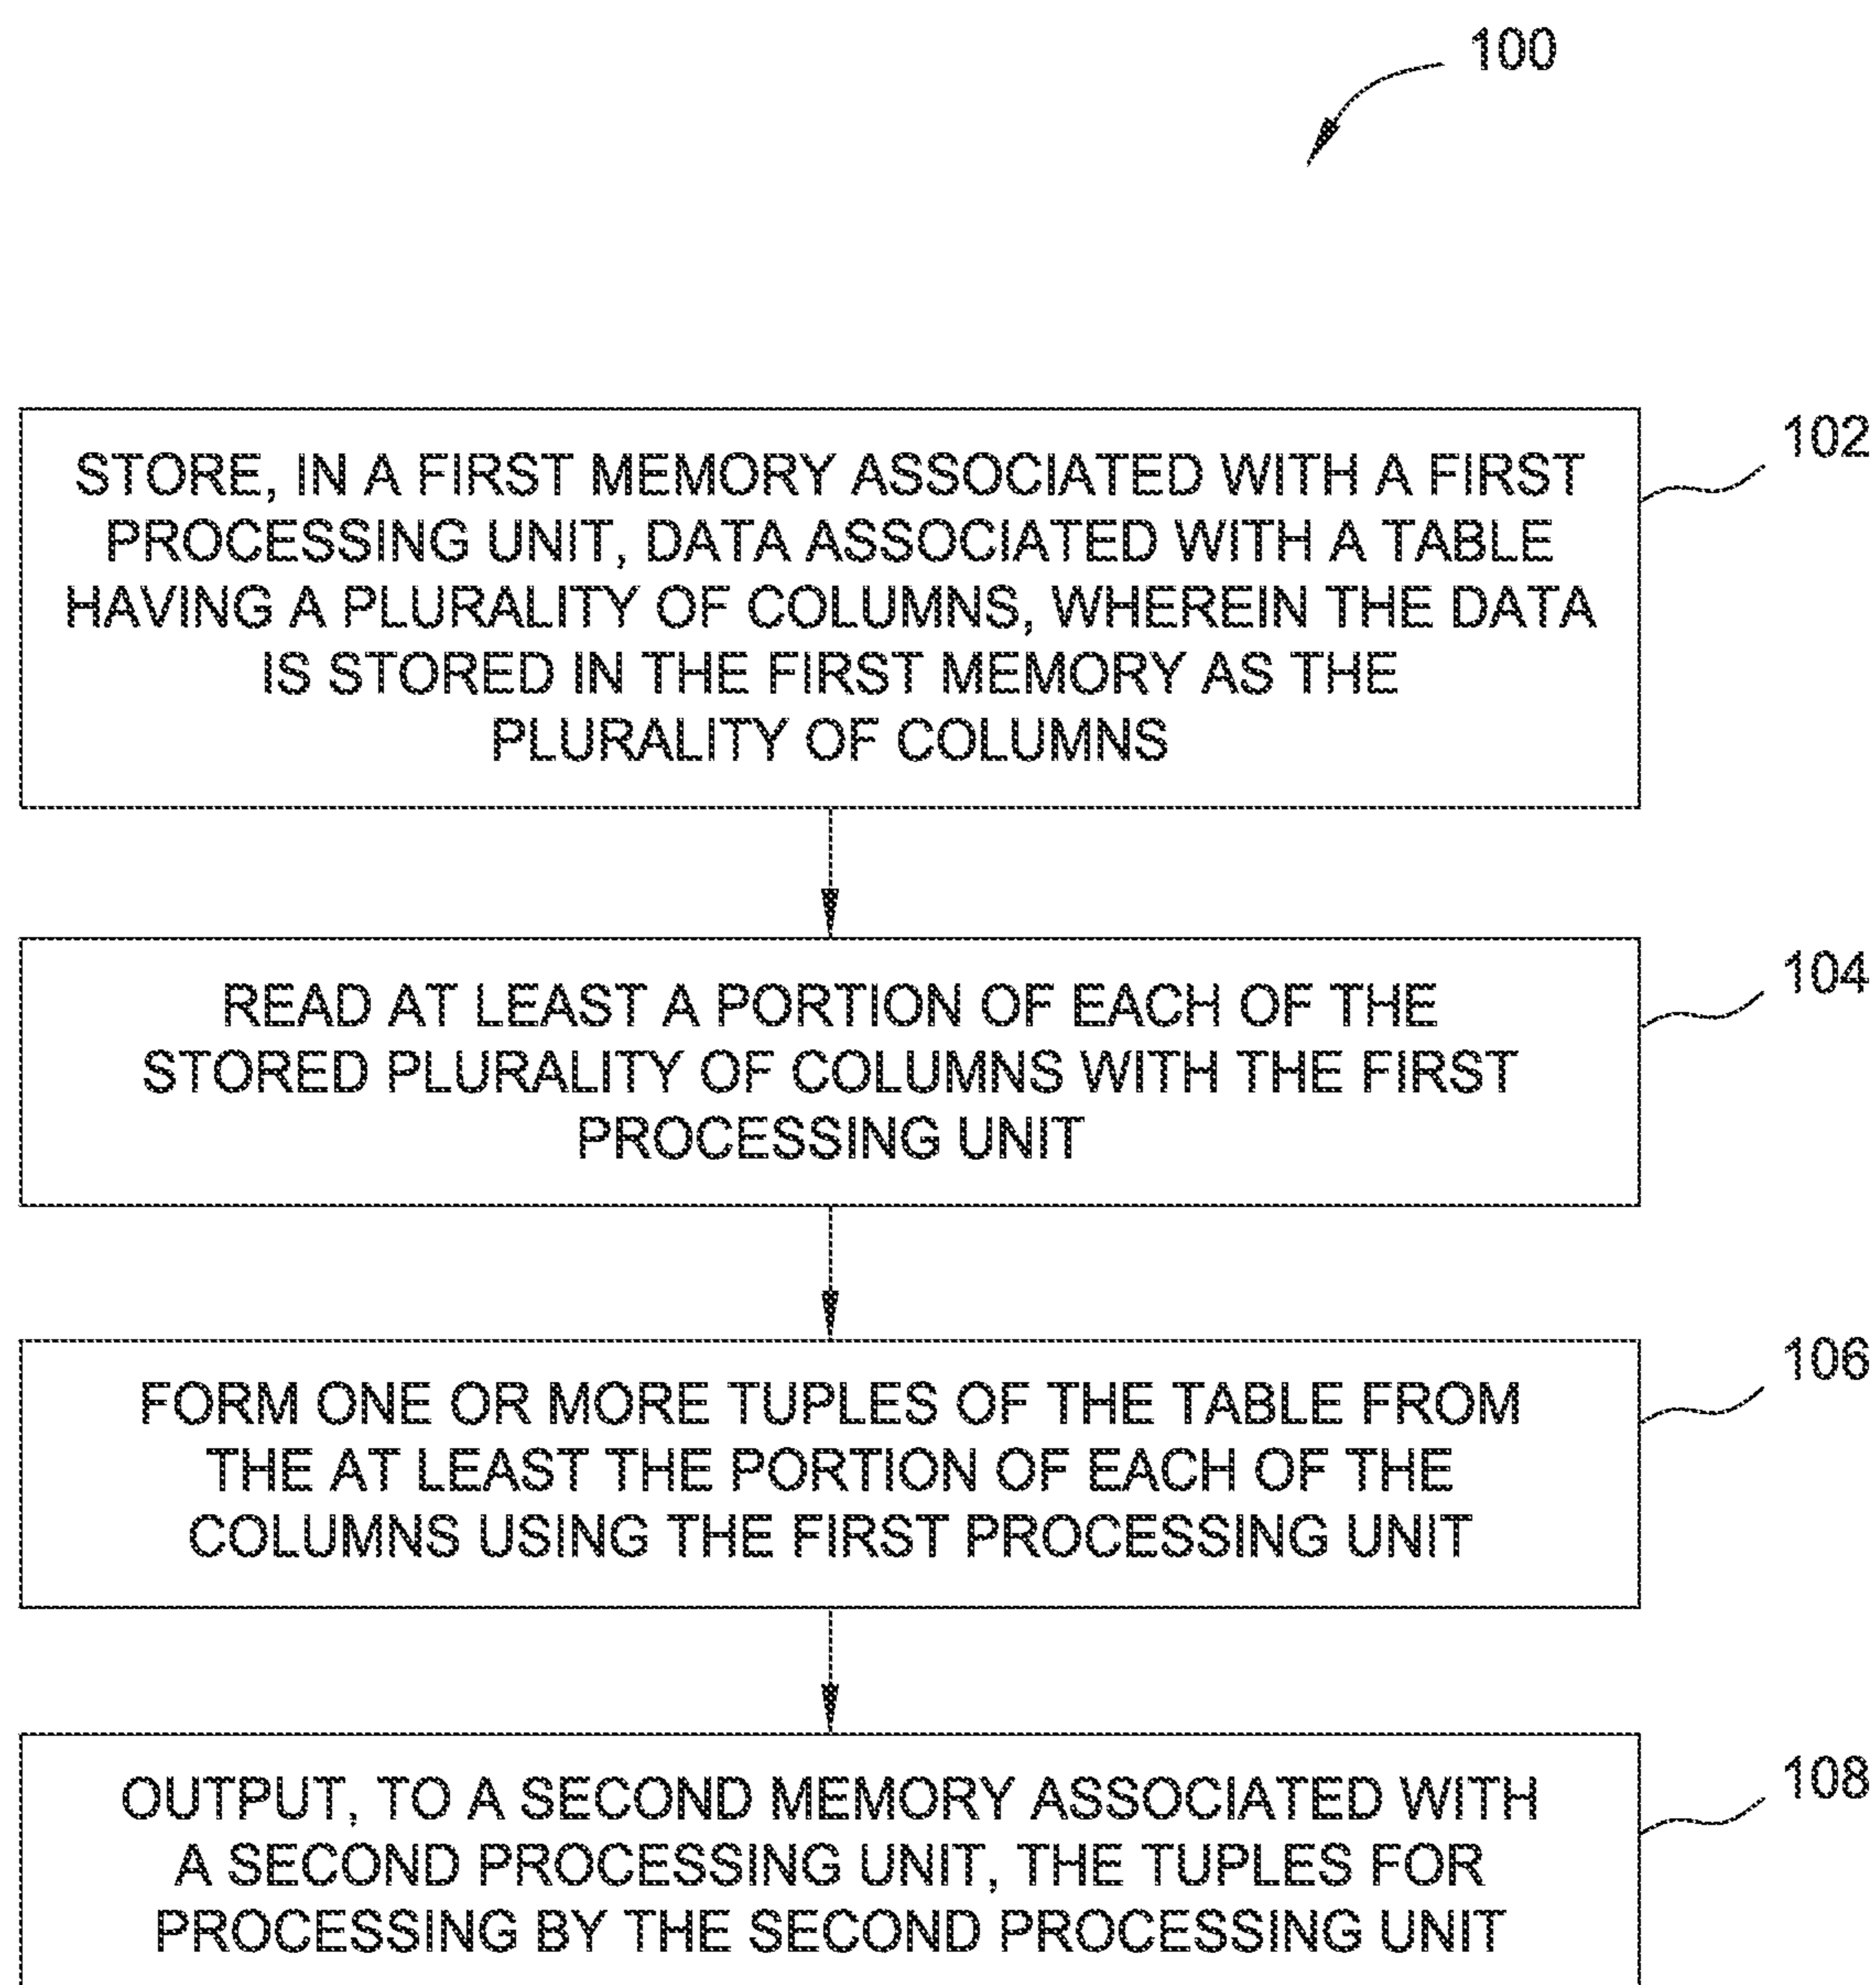 100
102
STORE, IN A FIRST MEMORY ASSOCIATED WITH A FIRST
PROCESSING UNIT, DATA ASSOCIATED WITH A TABLE
HAVING A PLURALITY OF COLUMNS, WHEREIN THE DATA
IS STORED IN THE FIRST MEMORY AS THE
PLURALITY OF COLUMNS
104
READ AT LEAST A PORTION OF EACH OF THE
STORED PLURALITY OF COLUMNS WITH THE FIRST
PROCESSING UNIT
106
FORM ONE OR MORE TUPLES OF THE TABLE FROM
THE AT LEAST THE PORTION OF EACH OF THE
COLUMNS USING THE FIRST PROCESSING UNIT
108
OUTPUT, TO A SECOND MEMORY ASSOCIATED WITH
A SECOND PROCESSING UNIT, THE TUPLES FOR
PROCESSING BY THE SECOND PROCESSING UNIT